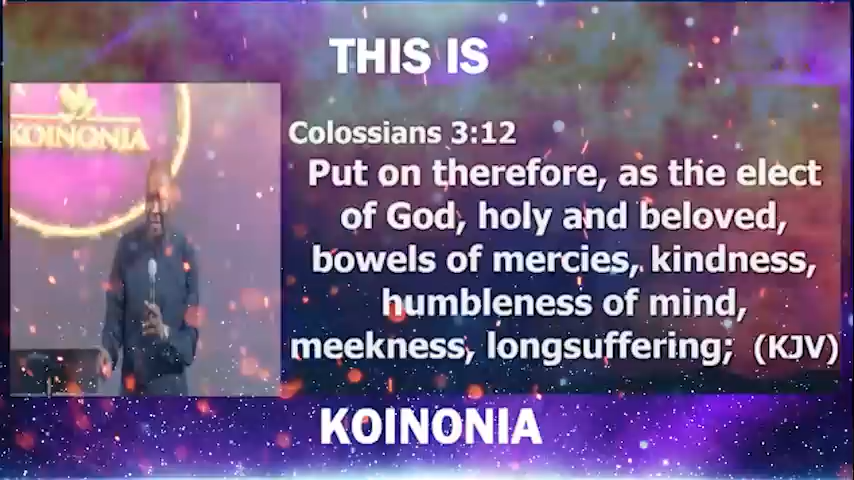 THIS IS
KOINONIA
Colossians 3:12
Put on therefore, as the elect
of God, holy and beloved,
bowels of mercies, kindness,
humbleness of mind,
meekness, longsuffering; (KJV)
KOINONIA